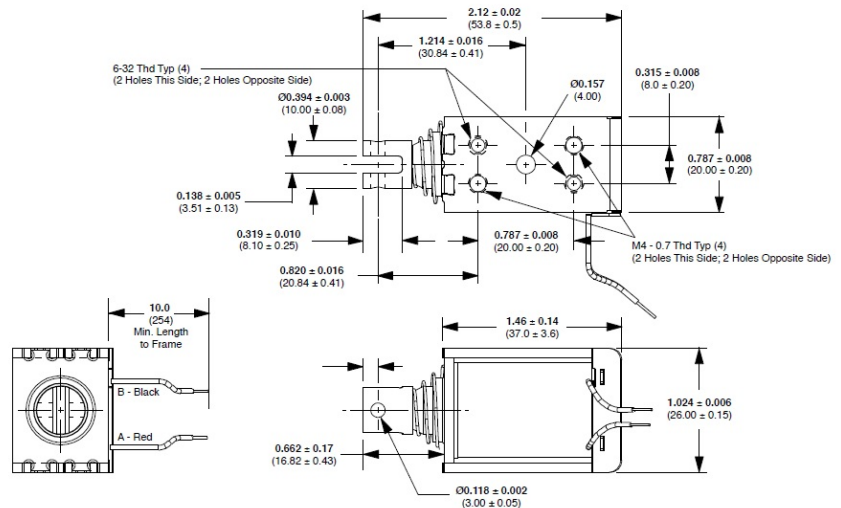 2.12 ± 0.02
(53.8 ± 0.5)
1.214 ± 0.016
(30.84 ± 0.41)
6-32 Thd Typ (4)
(2 Holes This Side; 2 Holes Opposite Side)
Ø0.157
(4.00)
0.315 ± 0.008
(8.0 ± 0.20)
Ø0.394 ± 0.003
(10.00 ± 0.08)
0.787 ± 0.008
(20.00 ± 0.20)
0.138 ± 0.005
(3.51 ± 0.13)
0.319 ± 0.010
(8.10 ± 0.25)
0.787 ± 0.008
(20.00 ± 0.20)
M4 - 0.7 Thd Typ (4)
(2 Holes This Side; 2 Holes Opposite Side)
0.820 ± 0.016
(20.84 ± 0.41)
10.0
(254)
Min. Length
to Frame
1.46 ± 0.14
(37.0 ± 3.6)
B - Black
A - Red
1.024 ± 0.006
(26.00 ± 0.15)
0.662 ± 0.17
(16.82 ± 0.43)
Ø0.118 ± 0.002
(3.00 ± 0.05)